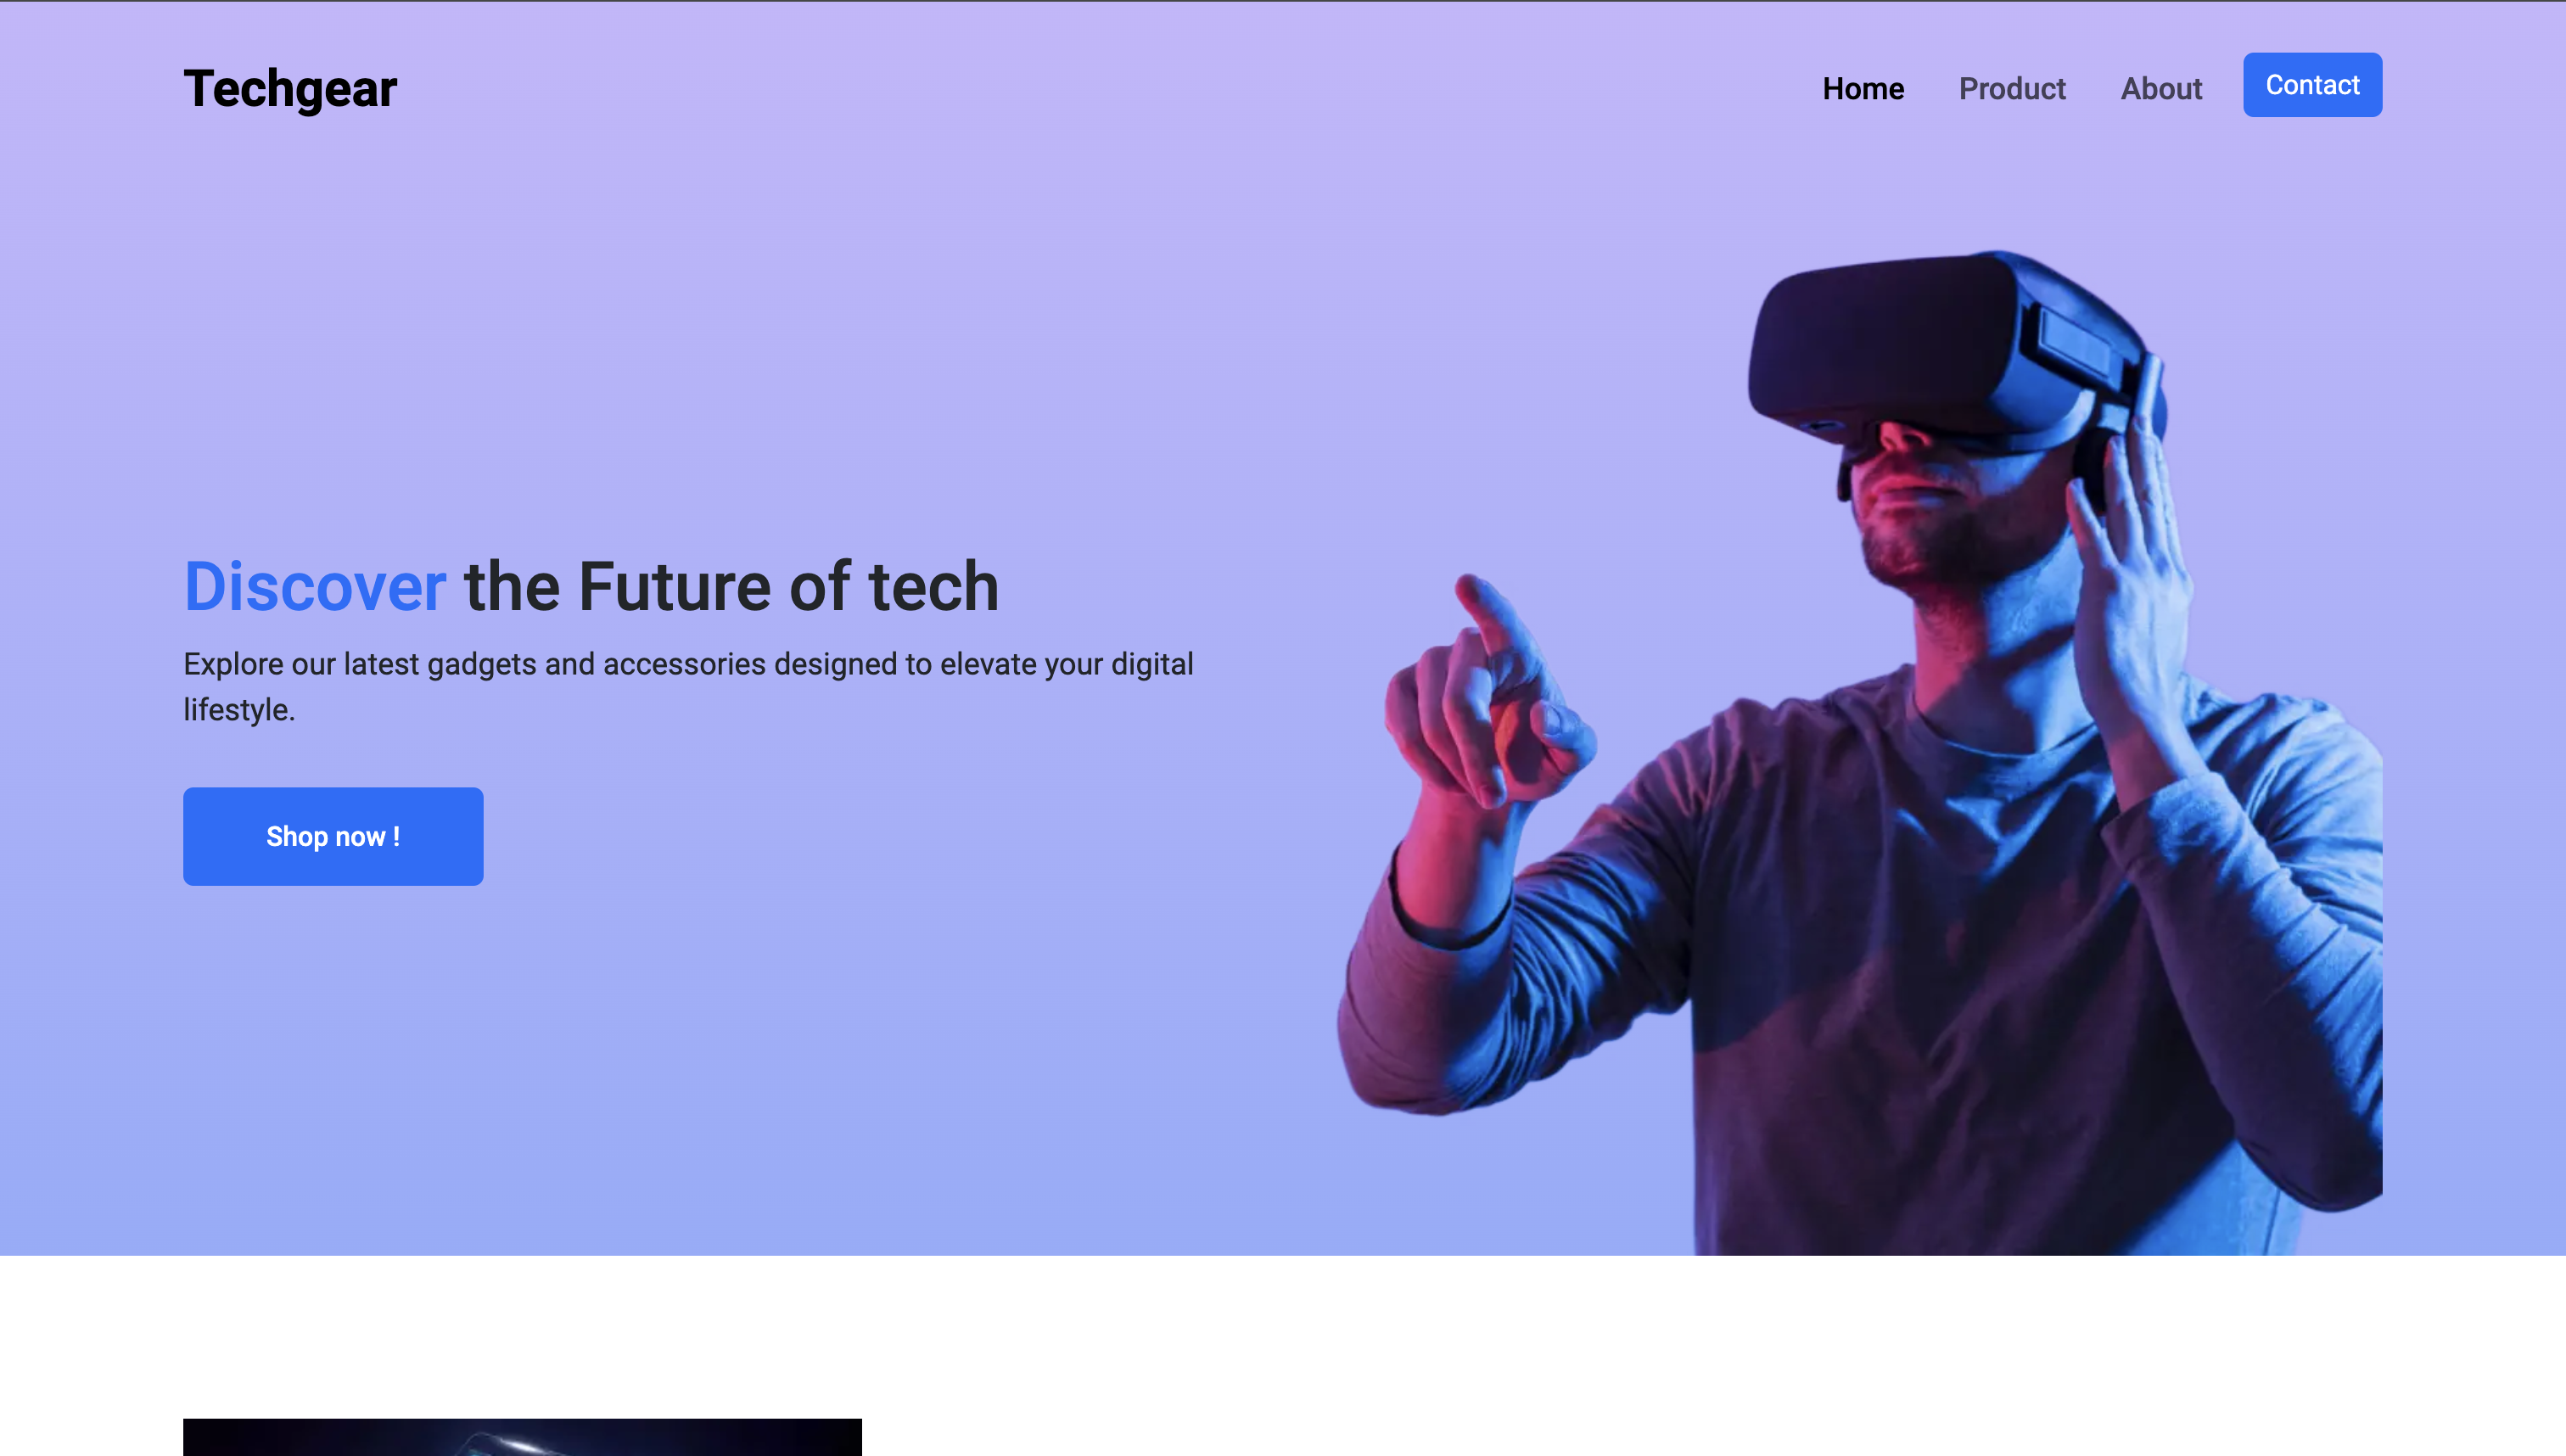 Techgear
Home
Product
About
Contact
Discover the Future of tech
Explore our latest gadgets and accessories designed to elevate your digital
lifestyle.
Shop now !